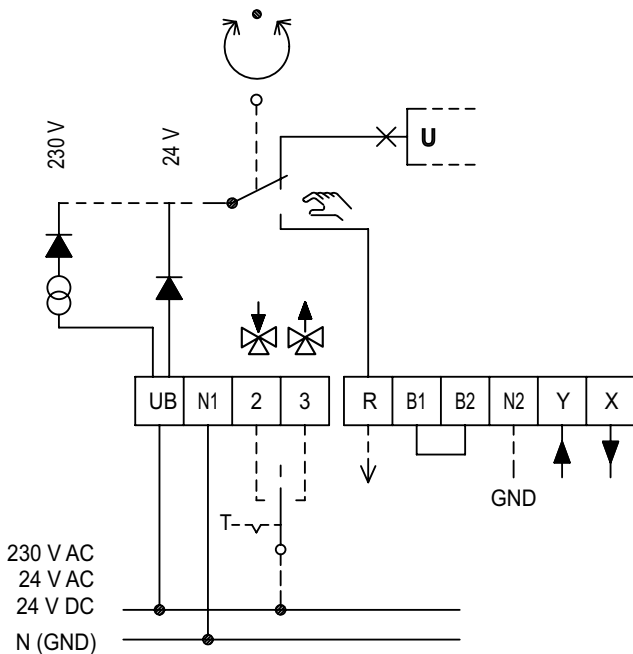 230 V
24 V
U
UB N1 2 3 R B1 B2 N2 Y X
GND
T
230 V AC
24 V AC
24 V DC
N (GND)